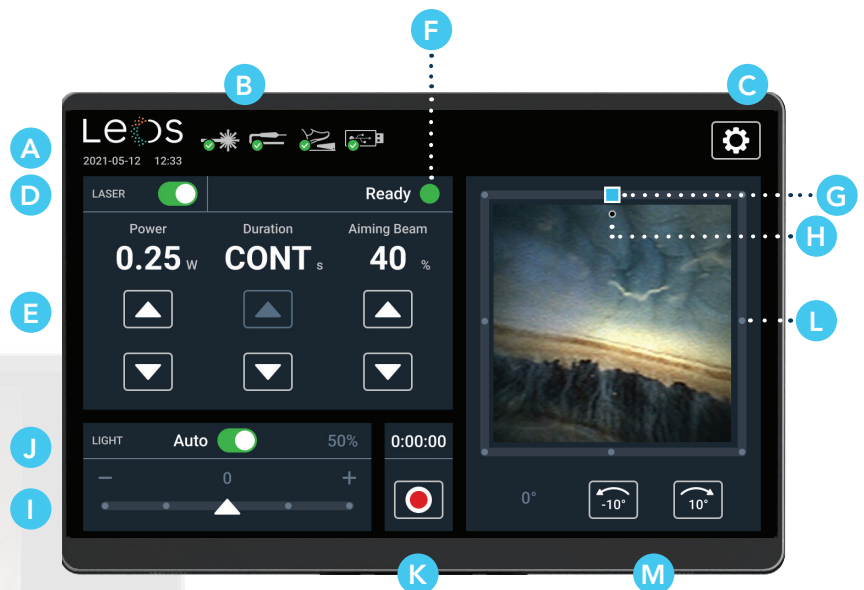 F
B
C
A
LeOS
2021-05-12 12:33
D
LASER
Ready
G
Power
Duration
Aiming Beam
H
0.25 W
CONT s
40 %
E
L
J
LIGHT
Auto
50%
0:00:00
− 0 +
I
0°
-10°
10°
K
M